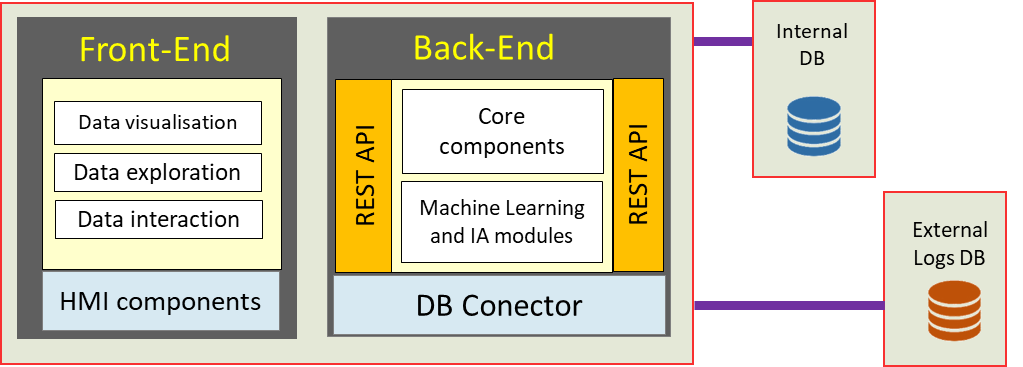 Front-End
Data visualisation
Data exploration
Data interaction
HMI components
Back-End
REST API
Core
components
Machine Learning
and IA modules
REST API
DB Conector
Internal
DB
External
Logs DB